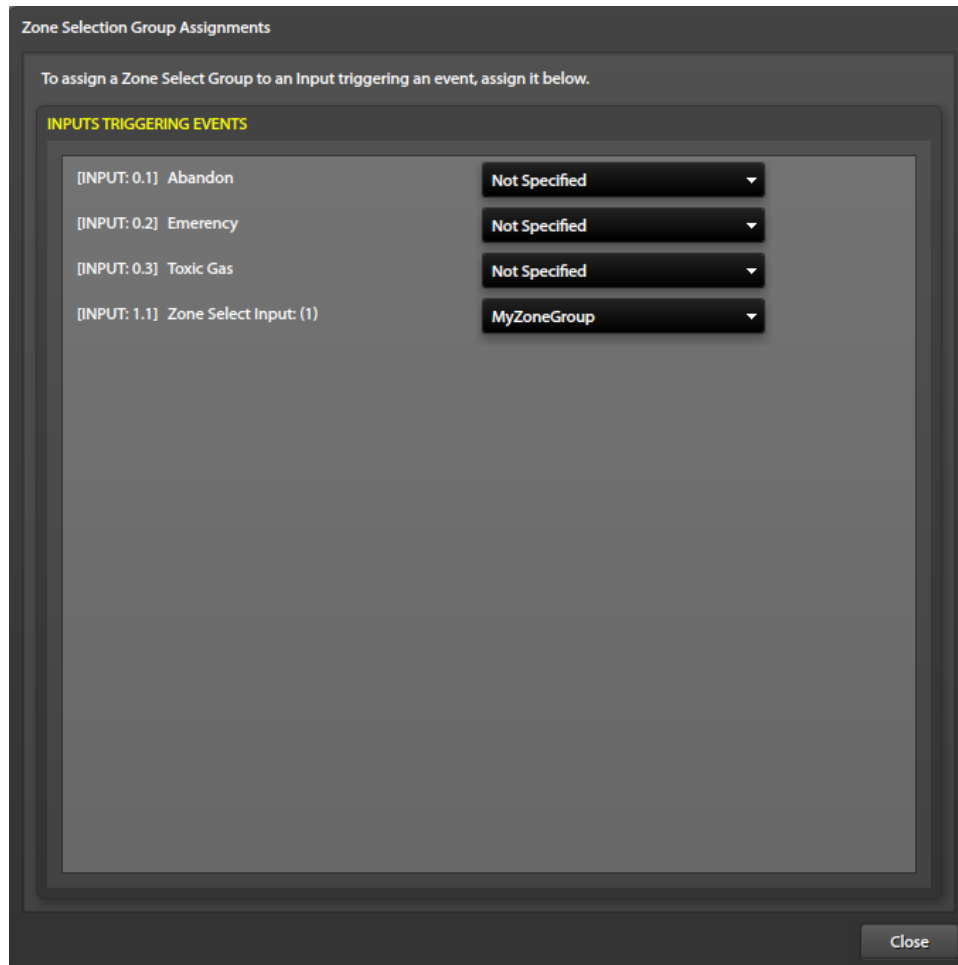 Zone Selection Group Assignments
To assign a Zone Select Group to an Input triggering an event, assign it below.
INPUTS TRIGGERING EVENTS
[INPUT: 0.1] Abandon Not Specified
[INPUT: 0.2] Emerency Not Specified
[INPUT: 0.3] Toxic Gas Not Specified
[INPUT: 1.1] Zone Select Input: (1) MyZoneGroup
Close